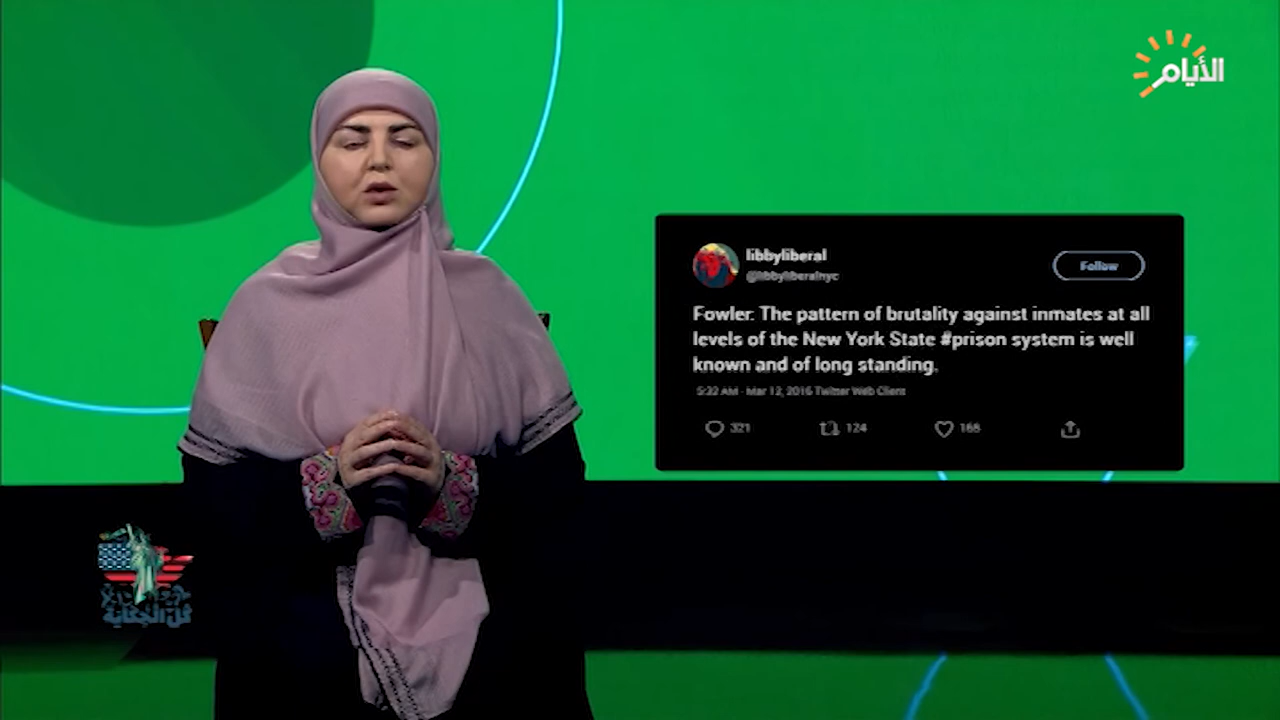 الأيام
libbyliberal
@libbyliberalnyc
Follow
Fowler: The pattern of brutality against inmates at all
levels of the New York State #prison system is well
known and of long standing.
5:22 AM - Mar 12, 2016 Twitter Web Client
321
124
168